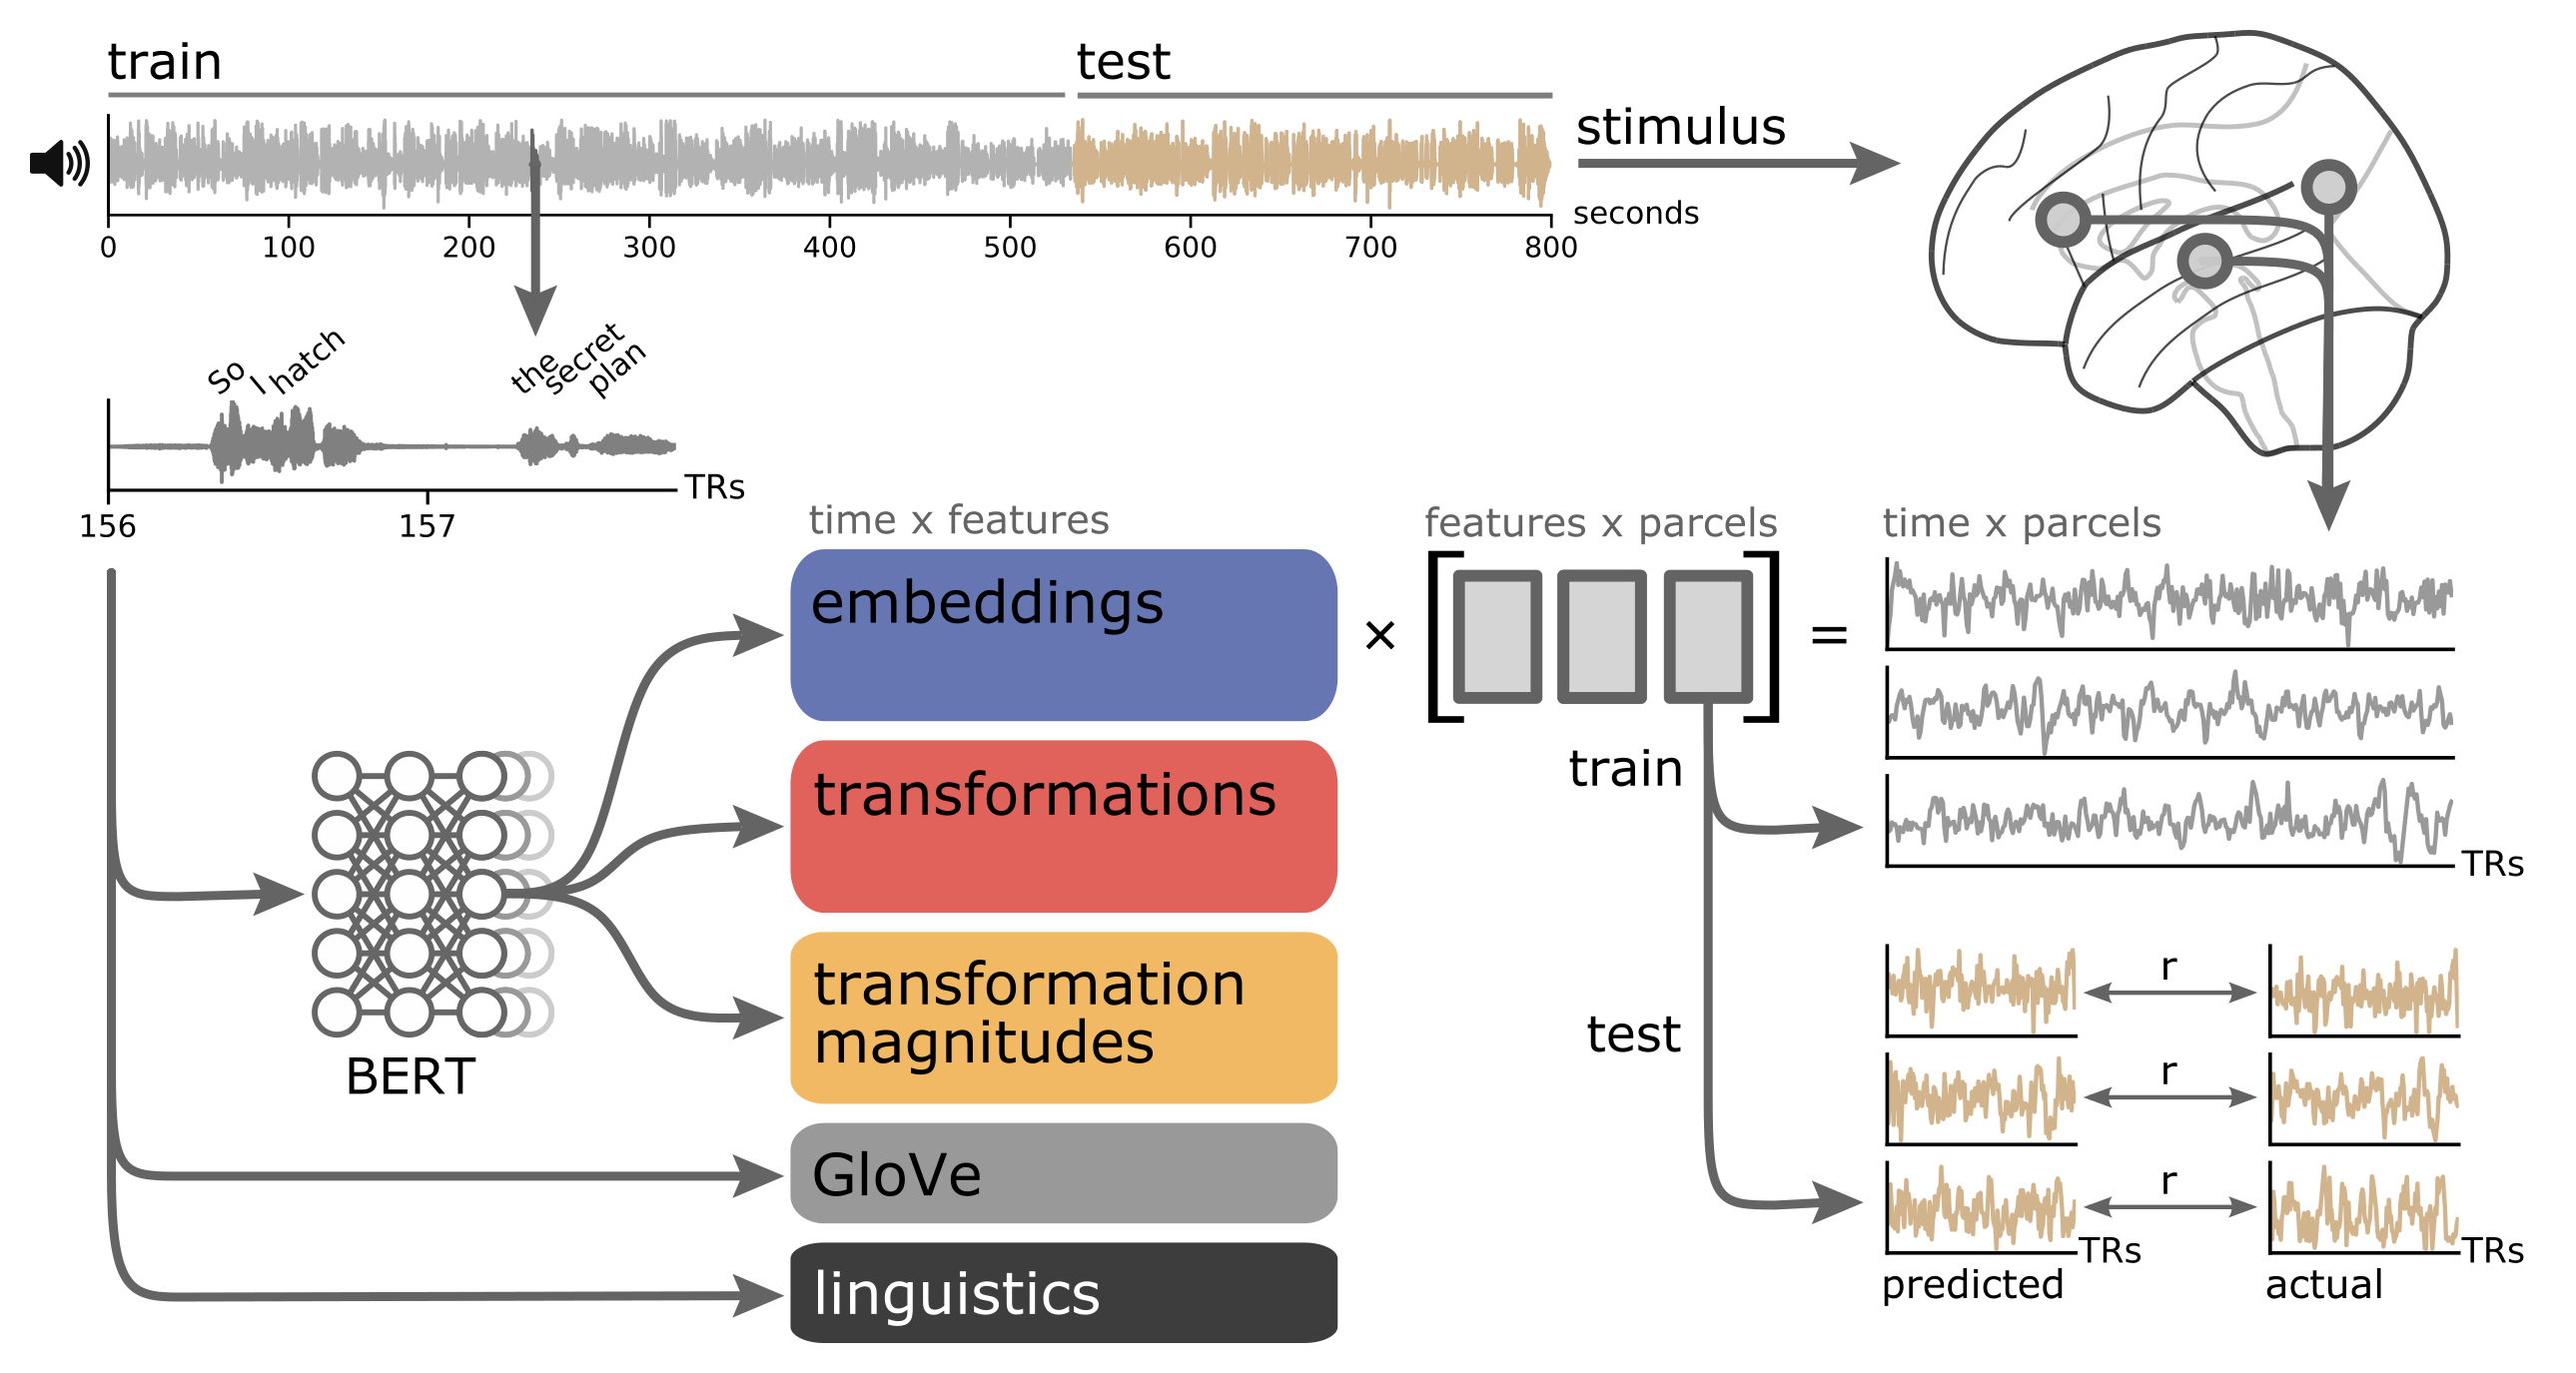 train
test
stimulus
seconds
0 100 200 300 400 500 600 700 800
So I hatch the secret plan
TRs
156 157
time x features
features x parcels
time x parcels
embeddings
× =
transformations
train
TRs
transformation
magnitudes
BERT
test
r
r
r
GloVe
linguistics
TRs
TRs
predicted
actual